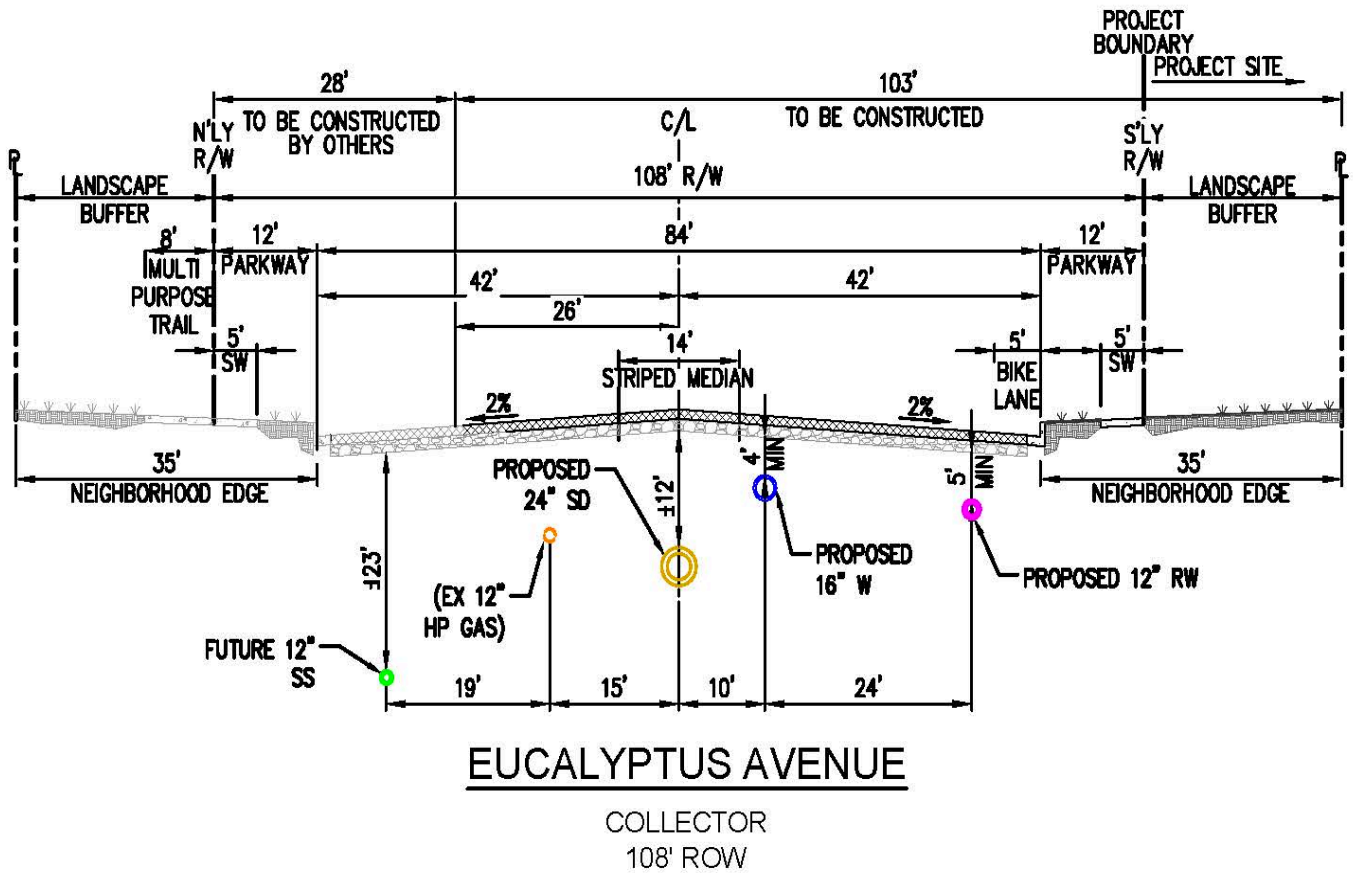 PROJECT
BOUNDARY
PROJECT SITE
28'
103'
TO BE CONSTRUCTED
BY OTHERS
C/L
TO BE CONSTRUCTED
N'LY
R/W
S'LY
R/W
PL
108' R/W
PL
LANDSCAPE
BUFFER
LANDSCAPE
BUFFER
8'
MULTI
PURPOSE
TRAIL
12'
PARKWAY
84'
12'
PARKWAY
42'
42'
26'
5'
SW
14'
STRIPED MEDIAN
5'
BIKE
LANE
5'
SW
2%
2%
35'
NEIGHBORHOOD EDGE
PROPOSED
24" SD
±12'
4'
MIN
5'
MIN
35'
NEIGHBORHOOD EDGE
±23'
(EX 12"
HP GAS)
PROPOSED
16" W
PROPOSED 12" RW
FUTURE 12"
SS
19'
15'
10'
24'
EUCALYPTUS AVENUE
COLLECTOR
108' ROW